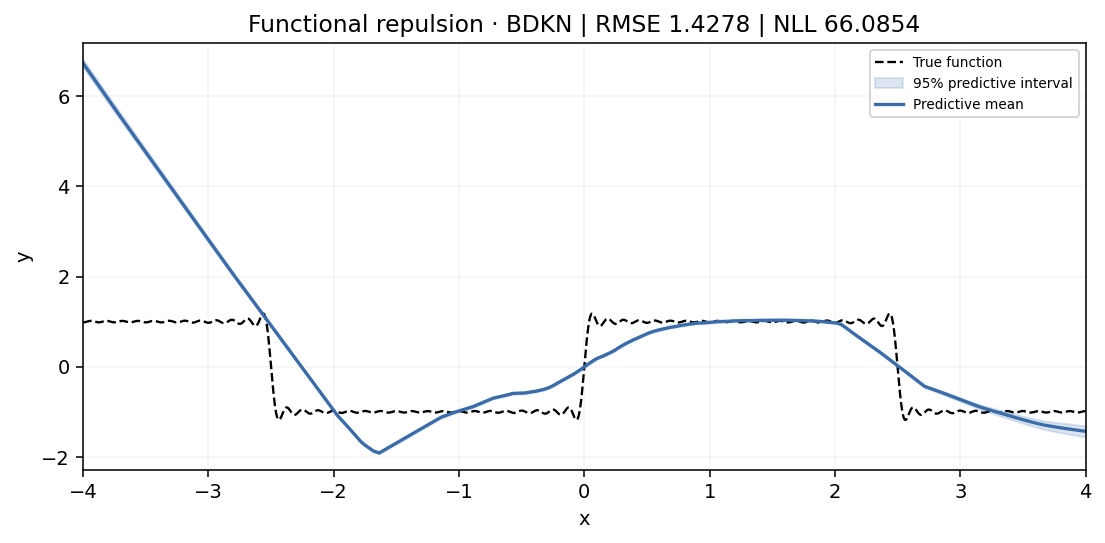 Functional repulsion · BDKN | RMSE 1.4278 | NLL 66.0854
True function
95% predictive interval
Predictive mean
6
4
2
0
−2
y
−4 −3 −2 −1 0 1 2 3 4
x